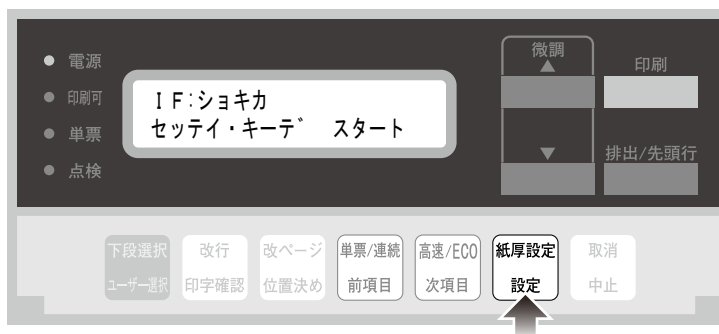 電源
印刷可
単票
点検
IF:ショキカ
セッテイ・キーデ゛ スタート
微調
▲
▼
印刷
排出/先頭行
下段選択
ユーザー選択
改行
印字確認
改ページ
位置決め
単票/連続
前項目
高速/ECO
次項目
紙厚設定
設定
取消
中止